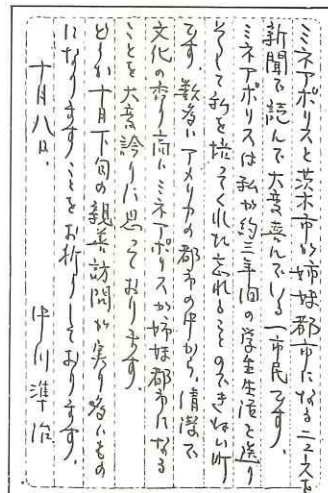 ミネアポリスと茨木市が姉妹都市になるニュースを
新聞で読んで大変喜んでいる一市民です。
ミネアポリスは私が約三年間の学生生活を送り
そして私を培ってくれた忘れることのできない町
です。数多いアメリカの都市の中から、清潔で
文化の香り高いミネアポリスが姉妹都市になる
ことを大変誇りに思っております。
どうか十月下旬の親善訪問が実り多いもの
になりますことをお祈りしております。
十月八日、 中川準治